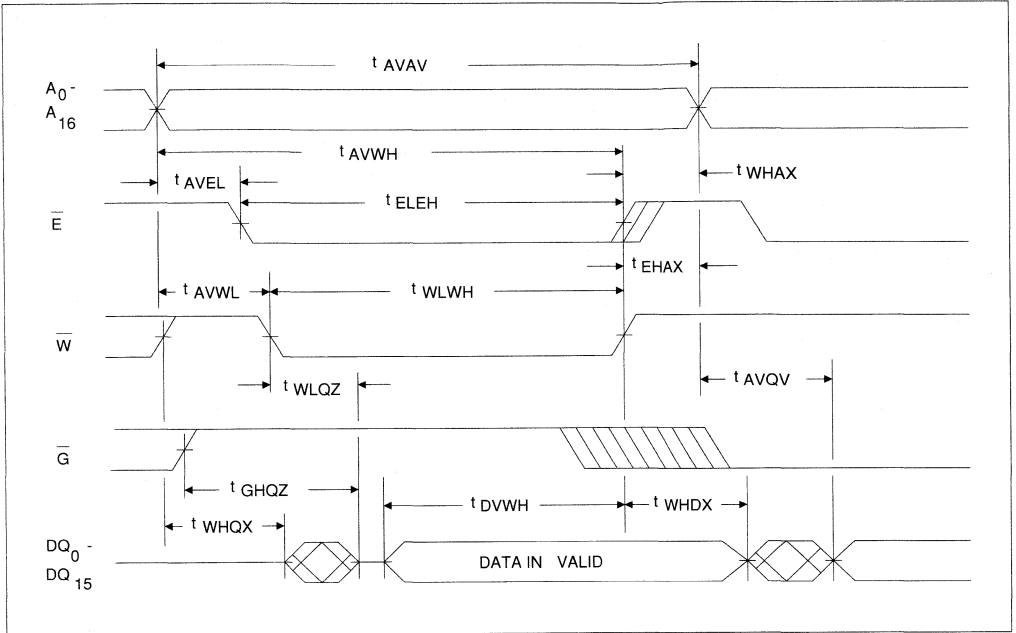 t AVAV
A0 -
A16
t AVWH
t WHAX
t AVEL
t ELEH
E
t EHAX
t AVWL
t WLWH
W
t AVQV
t WLQZ
G
t GHQZ
t DVWH
t WHDX
t WHQX
DQ0 -
DQ15
DATA IN VALID